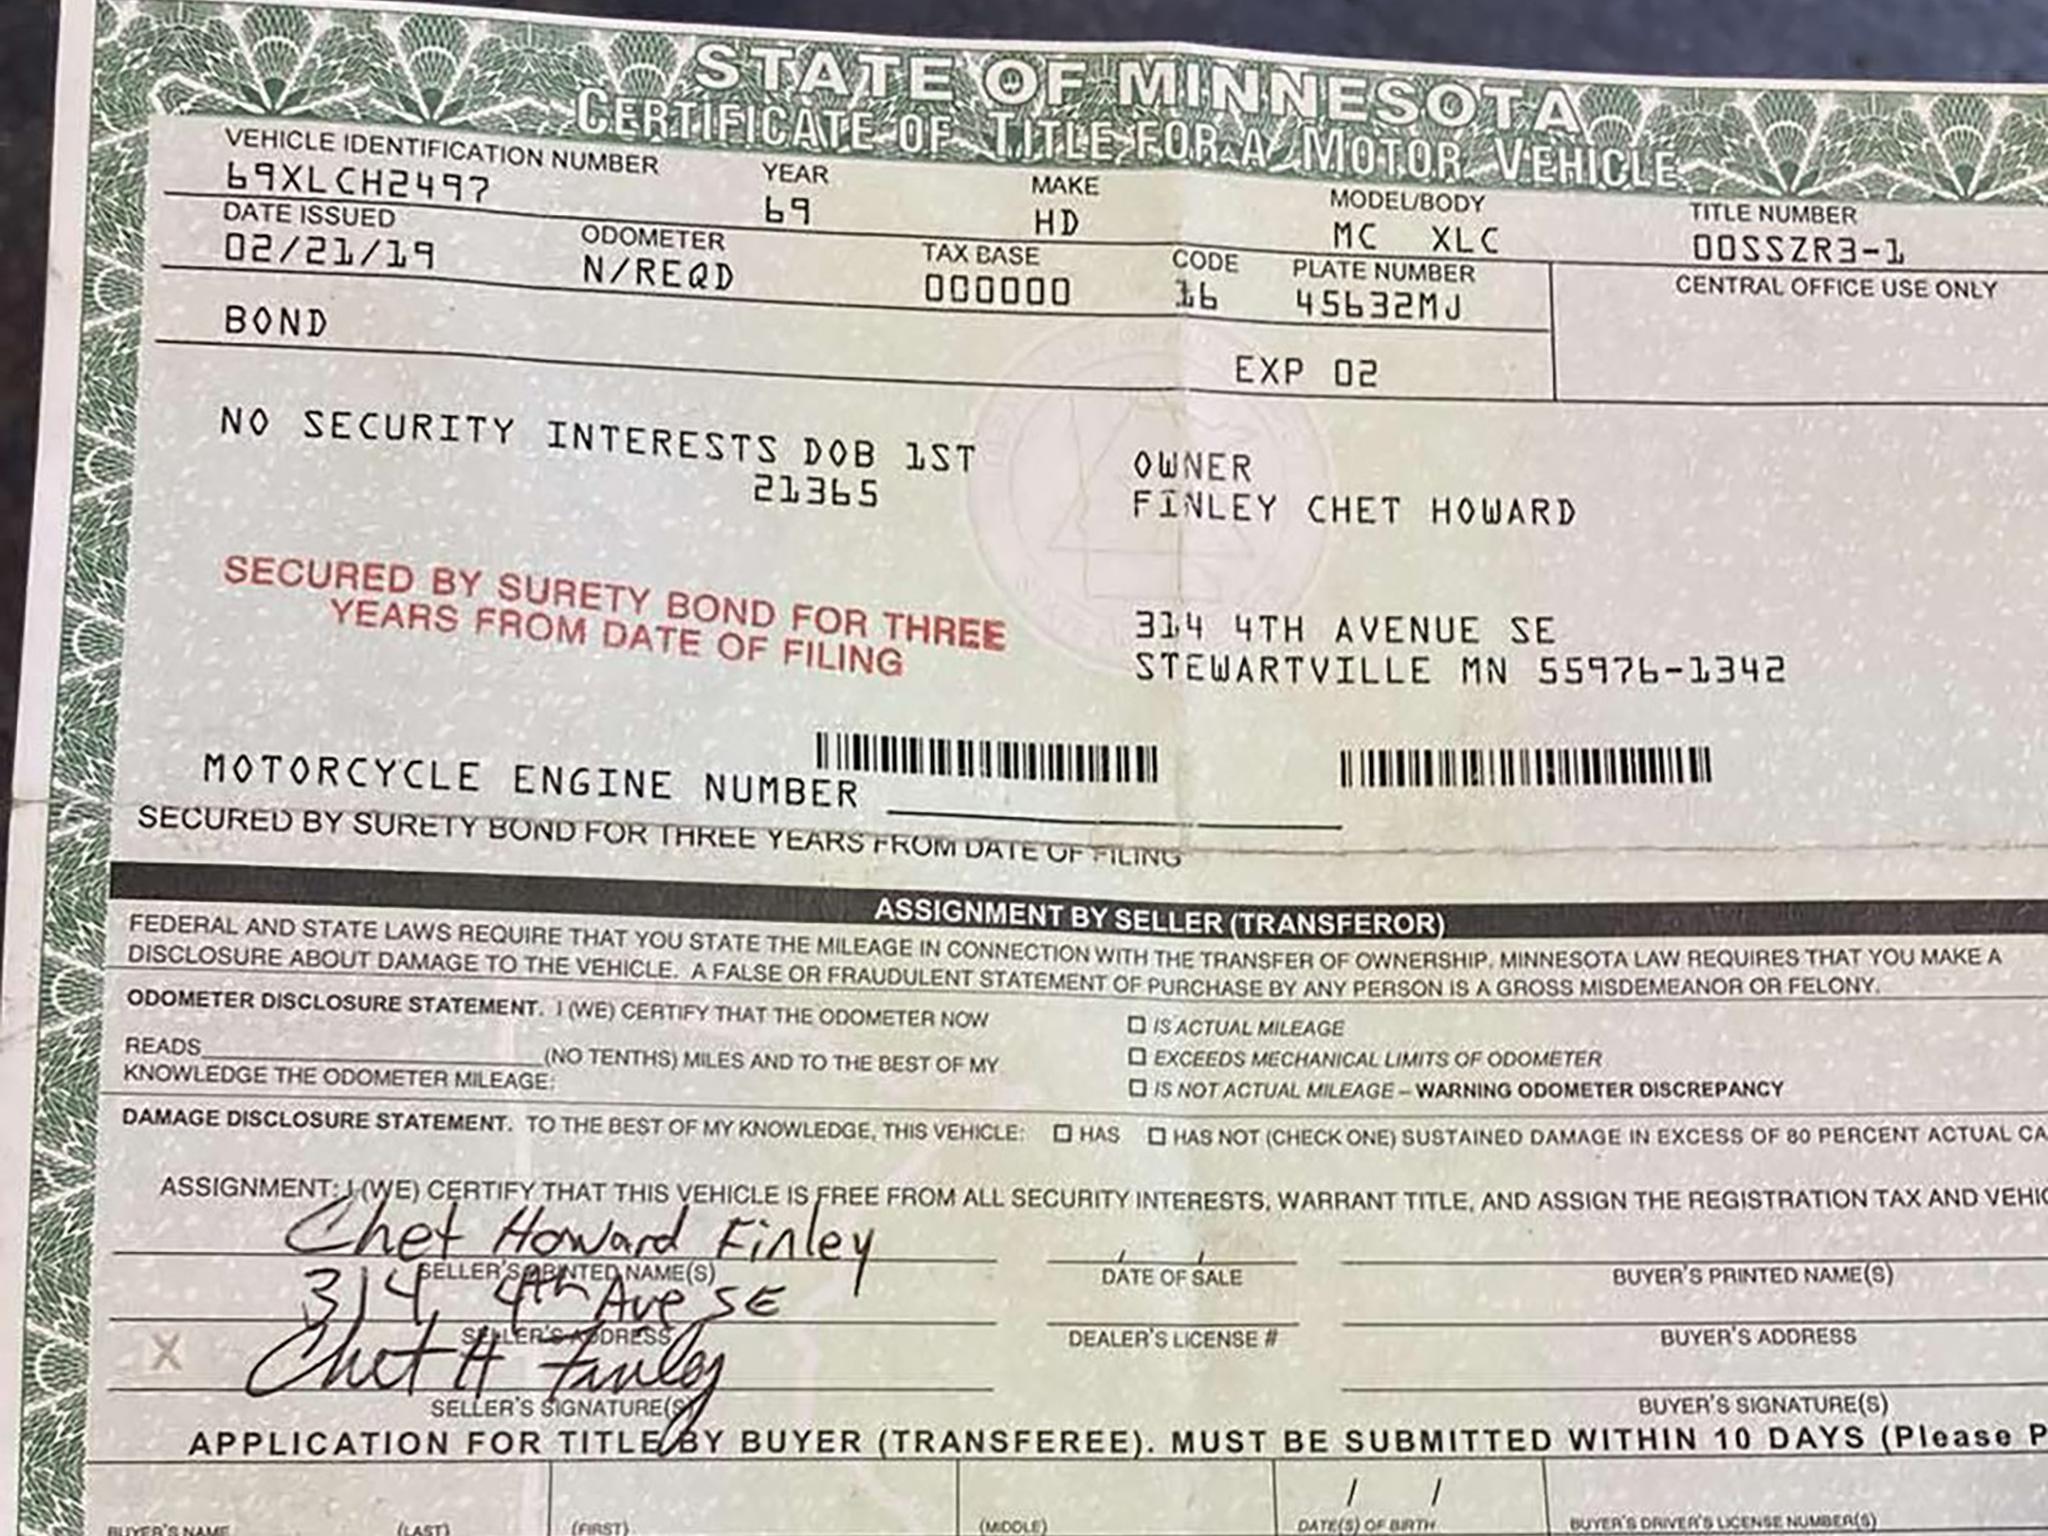 STATE OF MINNESOTA
CERTIFICATE OF TITLE FOR A MOTOR VEHICLE
VEHICLE IDENTIFICATION NUMBER YEAR MAKE MODEL/BODY TITLE NUMBER
69XLCH2497 69 HD MC XLC 00SSZR3-1
DATE ISSUED ODOMETER TAX BASE CODE PLATE NUMBER CENTRAL OFFICE USE ONLY
02/21/19 N/REQD 000000 16 45632MJ
BOND
EXP 02
NO SECURITY INTERESTS DOB 1ST
21365
OWNER
FINLEY CHET HOWARD
SECURED BY SURETY BOND FOR THREE
YEARS FROM DATE OF FILING
314 4TH AVENUE SE
STEWARTVILLE MN 55976-1342
MOTORCYCLE ENGINE NUMBER
SECURED BY SURETY BOND FOR THREE YEARS FROM DATE OF FILING
ASSIGNMENT BY SELLER (TRANSFEROR)
FEDERAL AND STATE LAWS REQUIRE THAT YOU STATE THE MILEAGE IN CONNECTION WITH THE TRANSFER OF OWNERSHIP. MINNESOTA LAW REQUIRES THAT YOU MAKE A
DISCLOSURE ABOUT DAMAGE TO THE VEHICLE. A FALSE OR FRAUDULENT STATEMENT OF PURCHASE BY ANY PERSON IS A GROSS MISDEMEANOR OR FELONY.
ODOMETER DISCLOSURE STATEMENT. I (WE) CERTIFY THAT THE ODOMETER NOW
READS (NO TENTHS) MILES AND TO THE BEST OF MY
KNOWLEDGE THE ODOMETER MILEAGE:
IS ACTUAL MILEAGE
EXCEEDS MECHANICAL LIMITS OF ODOMETER
IS NOT ACTUAL MILEAGE – WARNING ODOMETER DISCREPANCY
DAMAGE DISCLOSURE STATEMENT. TO THE BEST OF MY KNOWLEDGE, THIS VEHICLE: HAS HAS NOT (CHECK ONE) SUSTAINED DAMAGE IN EXCESS OF 80 PERCENT ACTUAL CA
ASSIGNMENT: I (WE) CERTIFY THAT THIS VEHICLE IS FREE FROM ALL SECURITY INTERESTS, WARRANT TITLE, AND ASSIGN THE REGISTRATION TAX AND VEHIC
Chet Howard Finley / /
SELLER'S PRINTED NAME(S) DATE OF SALE BUYER'S PRINTED NAME(S)
314 4th Ave SE
SELLER'S ADDRESS DEALER'S LICENSE # BUYER'S ADDRESS
X Chet H Finley
SELLER'S SIGNATURE(S) BUYER'S SIGNATURE(S)
APPLICATION FOR TITLE BY BUYER (TRANSFEREE). MUST BE SUBMITTED WITHIN 10 DAYS (Please P
/ /
BUYER'S NAME (LAST) (FIRST) (MIDDLE) DATE(S) OF BIRTH BUYER'S DRIVER'S LICENSE NUMBER(S)